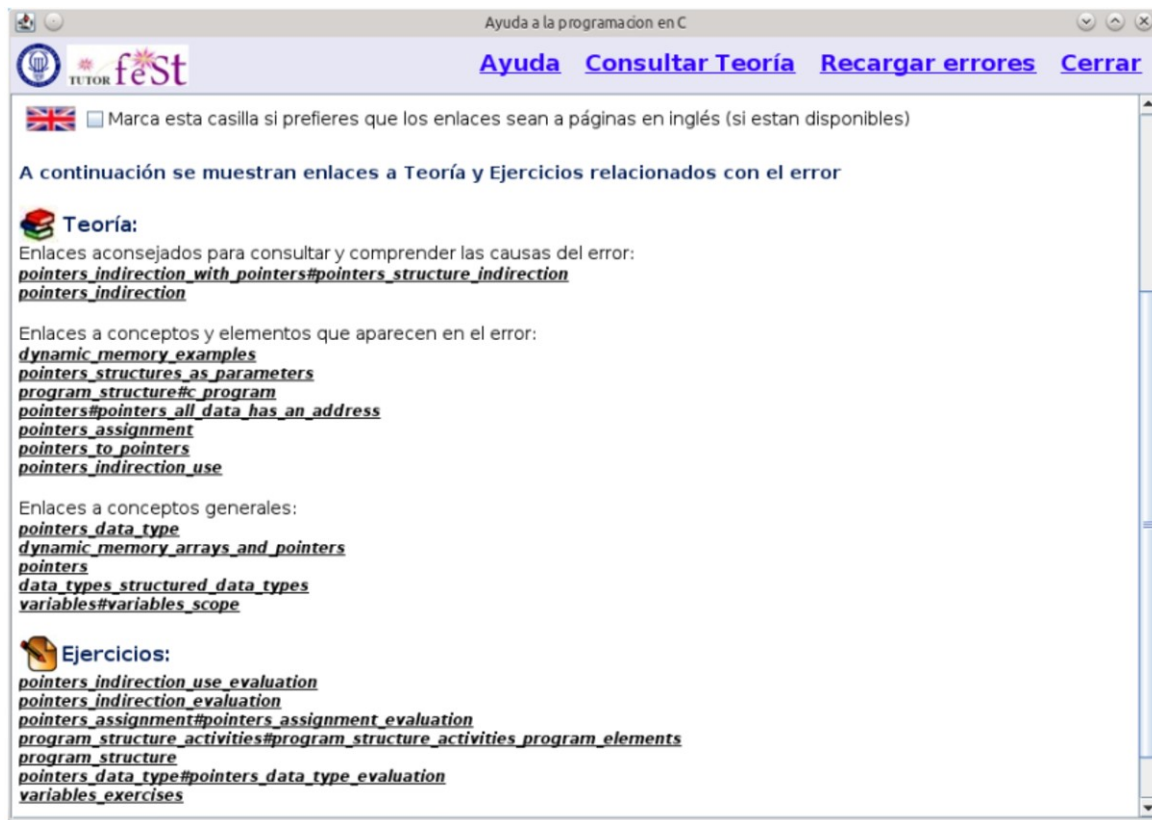 Ayuda a la programacion en C
TUTOR feSt
Ayuda Consultar Teoría Recargar errores Cerrar
Marca esta casilla si prefieres que los enlaces sean a páginas en inglés (si estan disponibles)
A continuación se muestran enlaces a Teoría y Ejercicios relacionados con el error
Teoría:
Enlaces aconsejados para consultar y comprender las causas del error:
pointers_indirection_with_pointers#pointers_structure_indirection
pointers_indirection
Enlaces a conceptos y elementos que aparecen en el error:
dynamic_memory_examples
pointers_structures_as_parameters
program_structure#c_program
pointers#pointers_all_data_has_an_address
pointers_assignment
pointers_to_pointers
pointers_indirection_use
Enlaces a conceptos generales:
pointers_data_type
dynamic_memory_arrays_and_pointers
pointers
data_types_structured_data_types
variables#variables_scope
Ejercicios:
pointers_indirection_use_evaluation
pointers_indirection_evaluation
pointers_assignment#pointers_assignment_evaluation
program_structure_activities#program_structure_activities_program_elements
program_structure
pointers_data_type#pointers_data_type_evaluation
variables_exercises